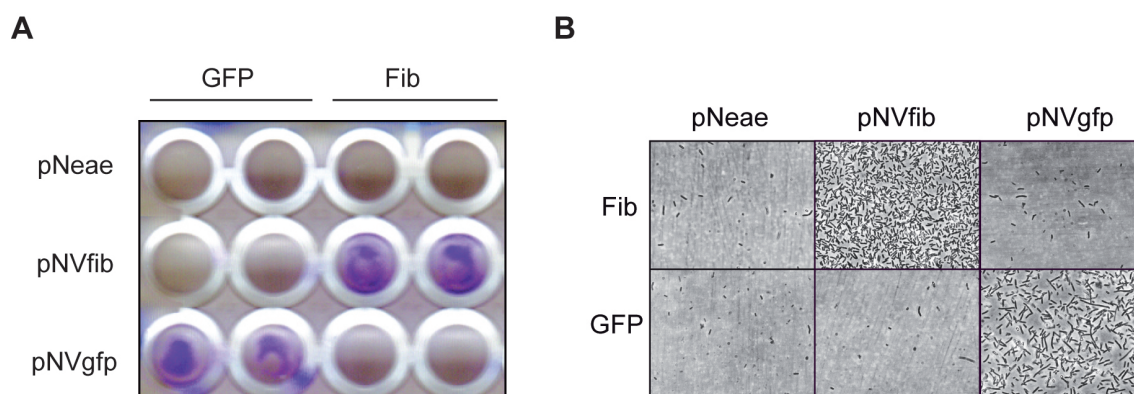 A
GFP Fib
pNeae
pNVfib
pNVgfp
B
pNeae pNVfib pNVgfp
Fib
GFP